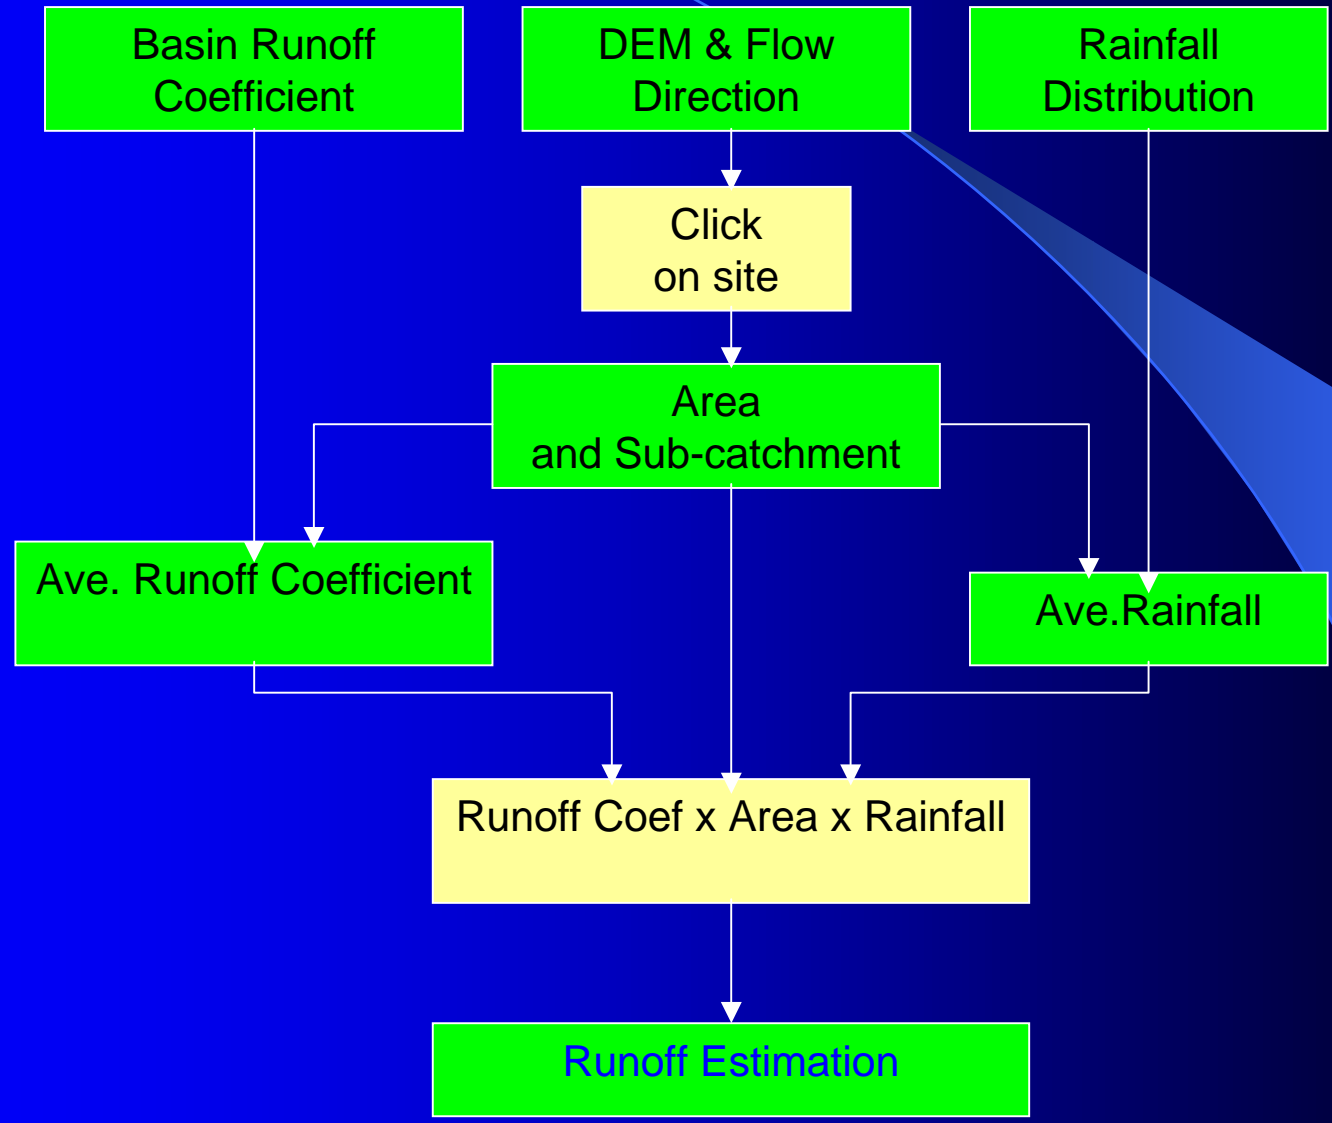 Basin Runoff
Coefficient
DEM & Flow
Direction
Rainfall
Distribution
Click
on site
Area
and Sub-catchment
Ave. Runoff Coefficient
Ave.Rainfall
Runoff Coef x Area x Rainfall
Runoff Estimation